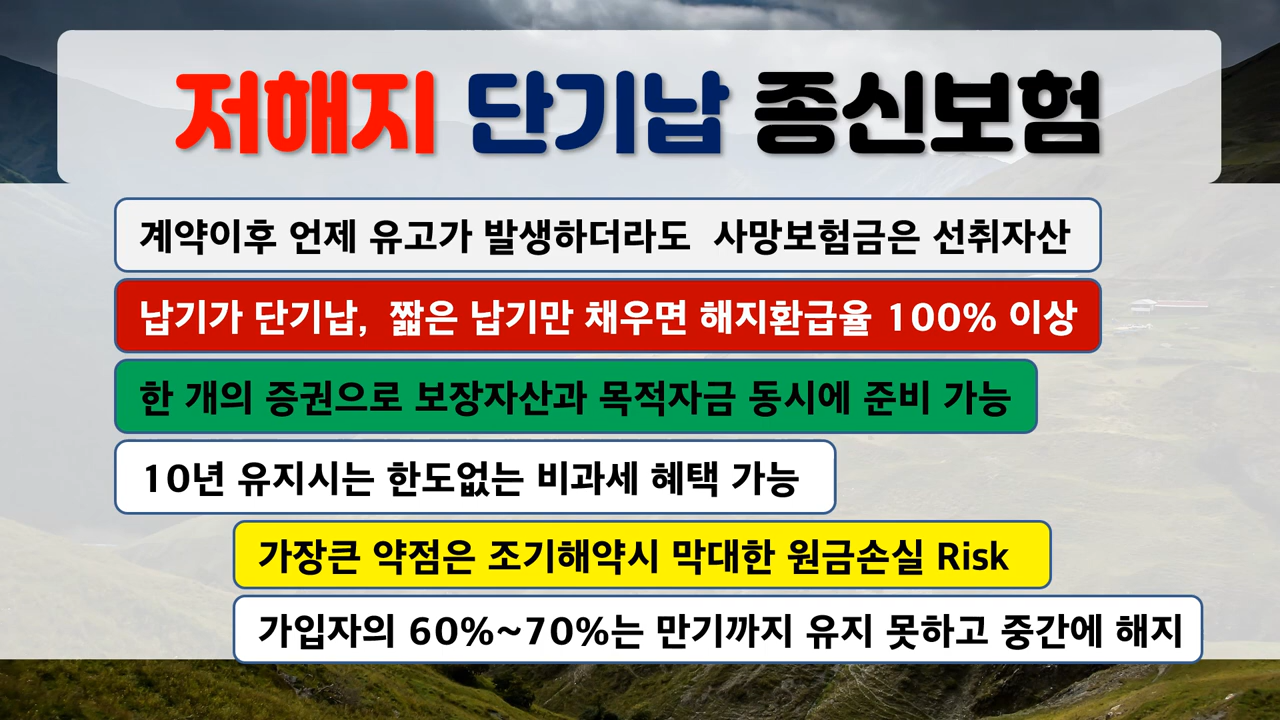 저해지 단기납 종신보험
계약이후 언제 유고가 발생하더라도 사망보험금은 선취자산
납기가 단기납, 짧은 납기만 채우면 해지환급율 100% 이상
한 개의 증권으로 보장자산과 목적자금 동시에 준비 가능
10년 유지시는 한도없는 비과세 혜택 가능
가장큰 약점은 조기해약시 막대한 원금손실 Risk
가입자의 60%~70%는 만기까지 유지 못하고 중간에 해지